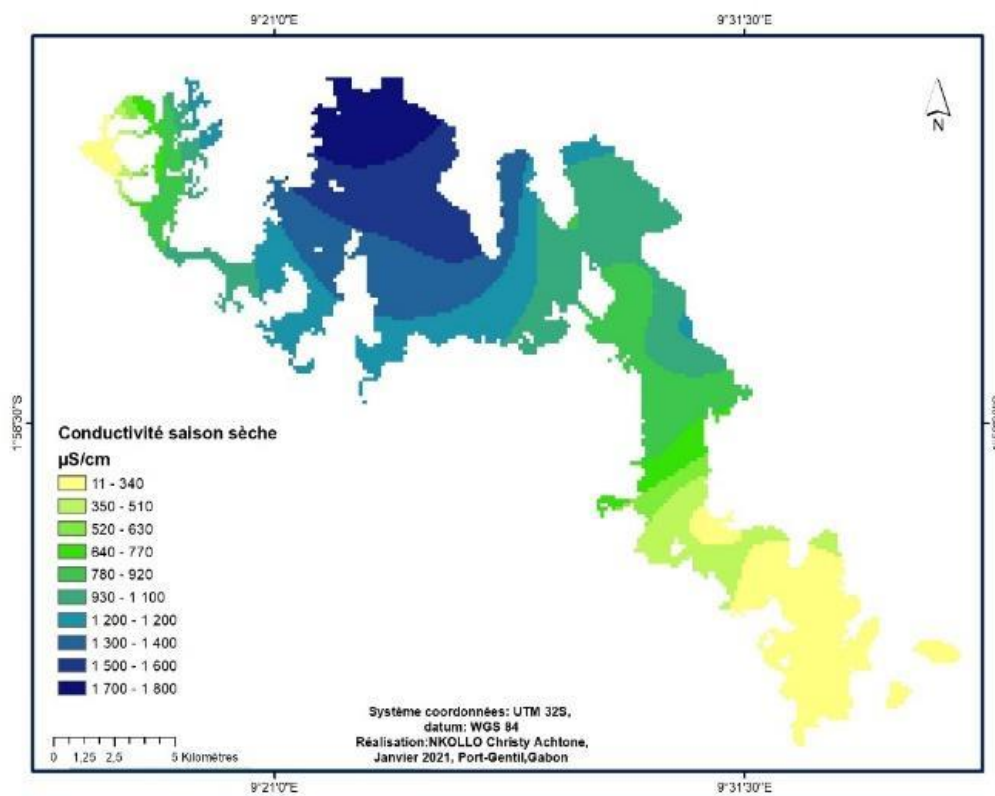 9°21'0"E 9°31'30"E
N
1°58'30"S
Conductivité saison sèche
µS/cm
11 - 340
350 - 510
520 - 630
640 - 770
780 - 920
930 - 1 100
1 200 - 1 200
1 300 - 1 400
1 500 - 1 600
1 700 - 1 800
0 1,25 2,5 5 Kilomètres
Système coordonnées: UTM 32S,
datum: WGS 84
Réalisation:NKOLLO Christy Achtone,
Janvier 2021, Port-Gentil,Gabon
9°21'0"E 9°31'30"E